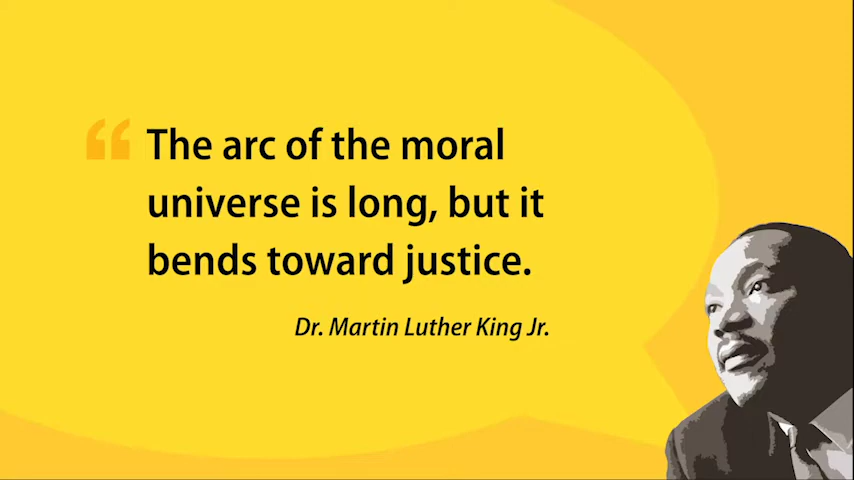 “
The arc of the moral
universe is long, but it
bends toward justice.
Dr. Martin Luther King Jr.